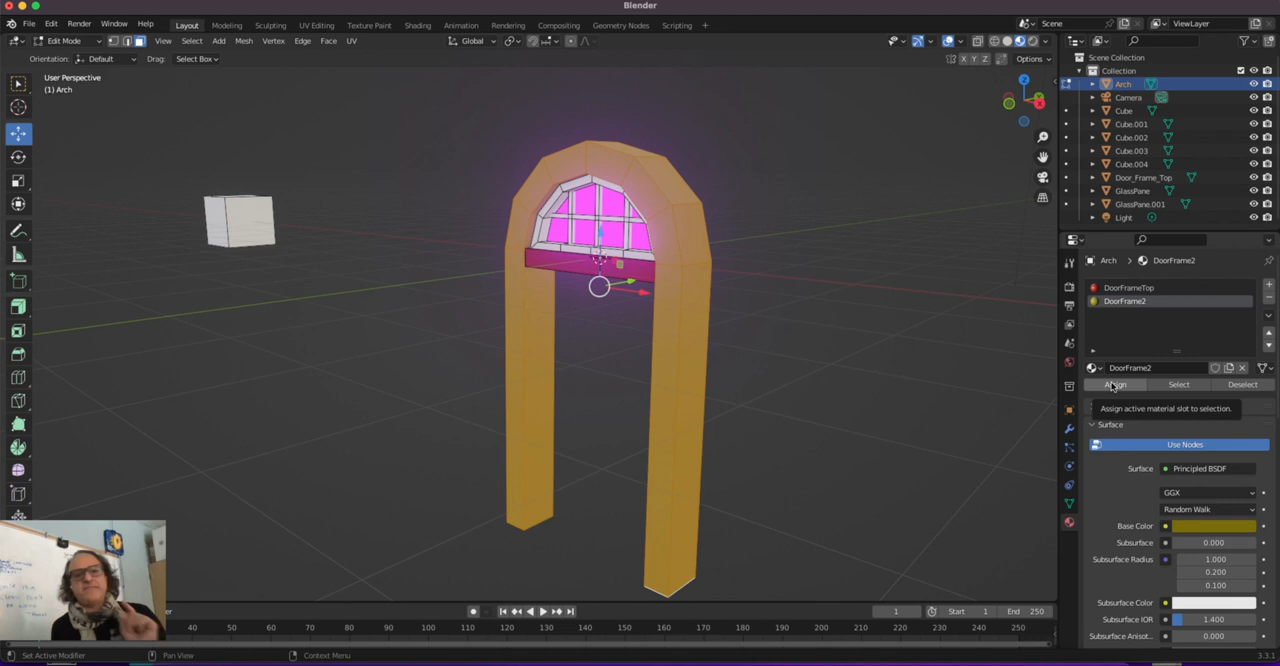 Blender
File Edit Render Window Help Layout Modeling Sculpting UV Editing Texture Paint Shading Animation Rendering Compositing Geometry Nodes Scripting + Scene ViewLayer
Edit Mode View Select Add Mesh Vertex Edge Face UV Global
Orientation: Default Drag: Select Box X Y Z Options
User Perspective
(1) Arch
Z
Scene Collection
Collection
Arch
Camera
Cube
Cube.001
Cube.002
Cube.003
Cube.004
Door_Frame_Top
GlassPane
GlassPane.001
Light
Arch > DoorFrame2
DoorFrameTop
DoorFrame2
DoorFrame2
Assign Select Deselect
Assign active material slot to selection.
Surface
Use Nodes
Surface Principled BSDF
GGX
Random Walk
Base Color
Subsurface 0.000
Subsurface Radius 1.000
0.200
0.100
Subsurface Color
Subsurface IOR 1.400
Subsurface Anisot... 0.000
1 Start 1 End 250
40 50 60 70 80 90 100 110 120 130 140 150 160 170 180 190 200 210 220 230 240 250
Set Active Modifier Pan View Context Menu 3.3.1